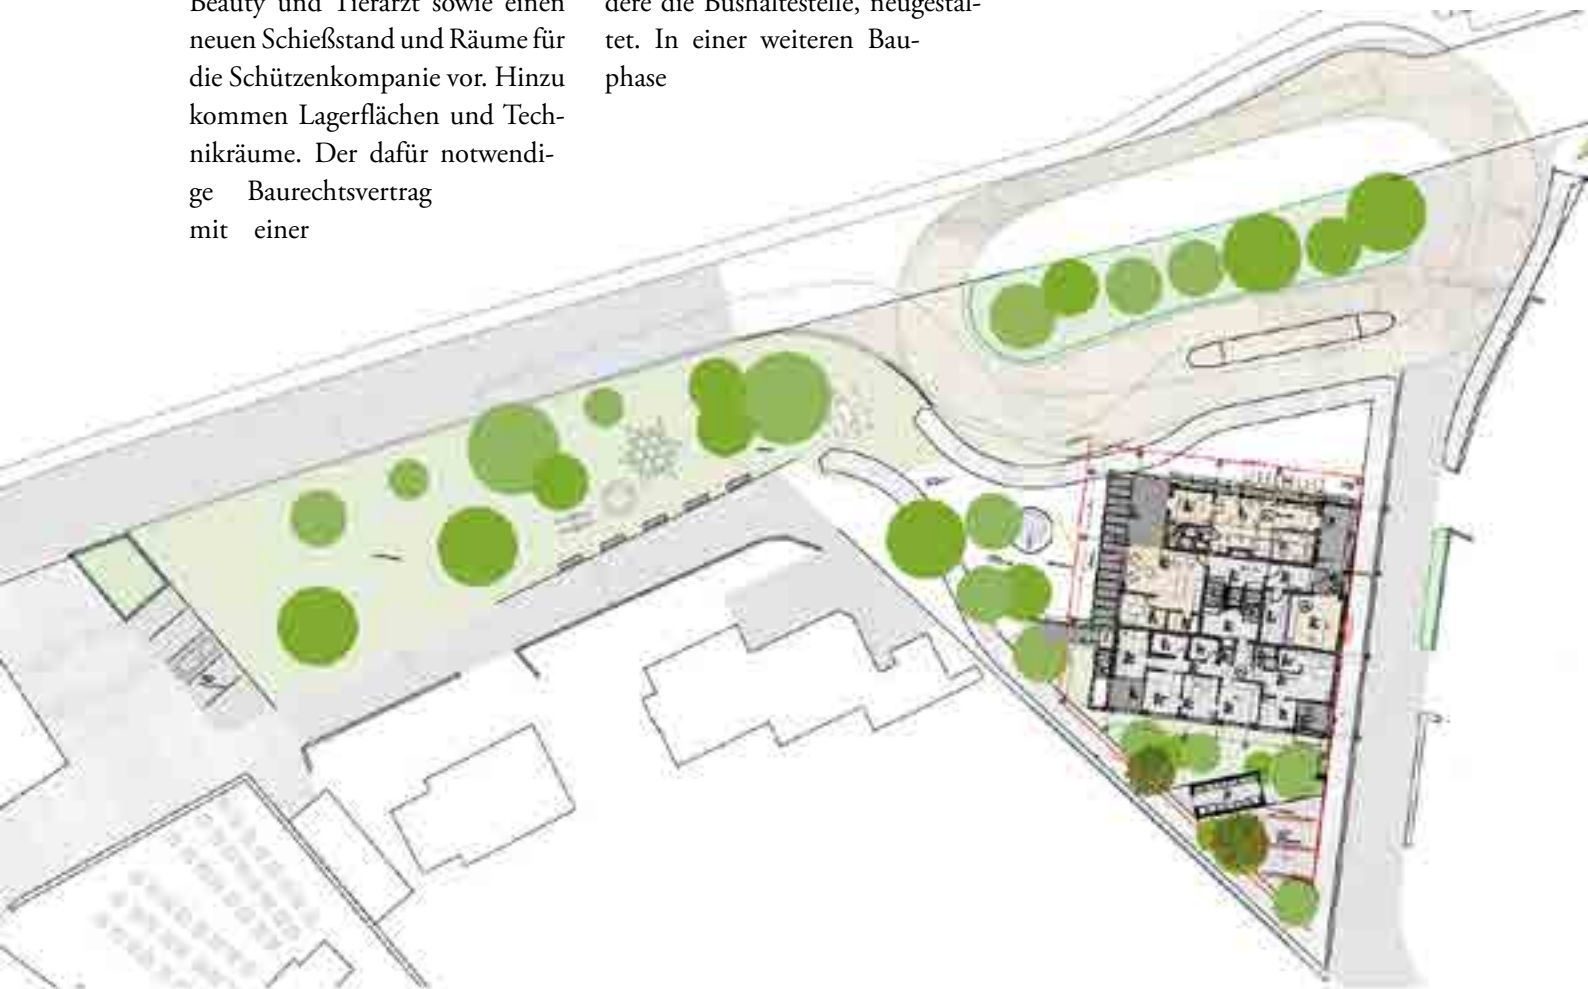 Beauty und Tierarzt sowie einen
neuen Schießstand und Räume für
die Schützenkompanie vor. Hinzu
kommen Lagerflächen und Tech-
nikräume. Der dafür notwendi-
ge Baurechtsvertrag
mit einer
dere die Bushaltestelle, neugestal-
tet. In einer weiteren Bau-
phase